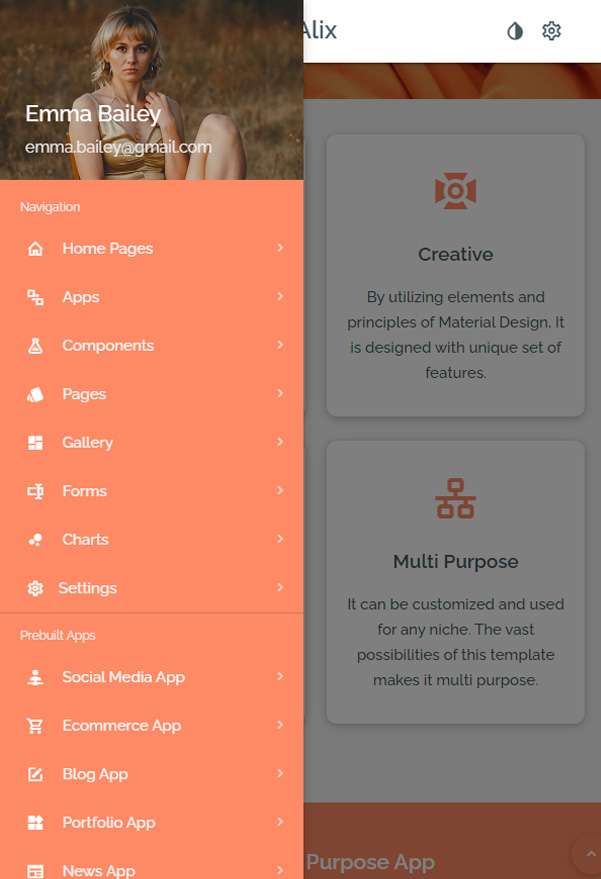 Alix
Emma Bailey
emma.bailey@gmail.com
Navigation
Home Pages
Apps
Components
Pages
Gallery
Forms
Charts
Settings
Prebuilt Apps
Social Media App
Ecommerce App
Blog App
Portfolio App
News App
Creative
By utilizing elements and
principles of Material Design, It
is designed with unique set of
features.
Multi Purpose
It can be customized and used
for any niche. The vast
possibilities of this template
makes it multi purpose.
Purpose App